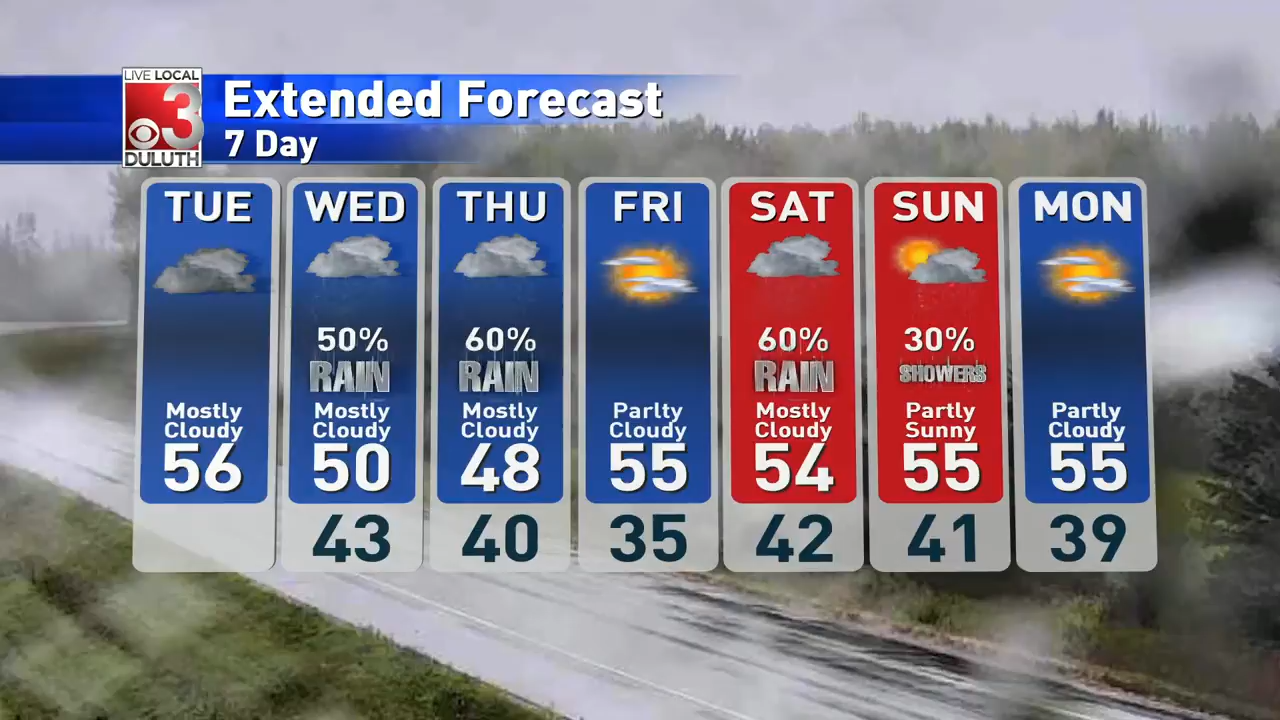 LIVE LOCAL
3
DULUTH
Extended Forecast
7 Day
TUE
Mostly
Cloudy
56
WED
50%
RAIN
Mostly
Cloudy
50
43
THU
60%
RAIN
Mostly
Cloudy
48
40
FRI
Parlty
Cloudy
55
35
SAT
60%
RAIN
Mostly
Cloudy
54
42
SUN
30%
SHOWERS
Partly
Sunny
55
41
MON
Partly
Cloudy
55
39